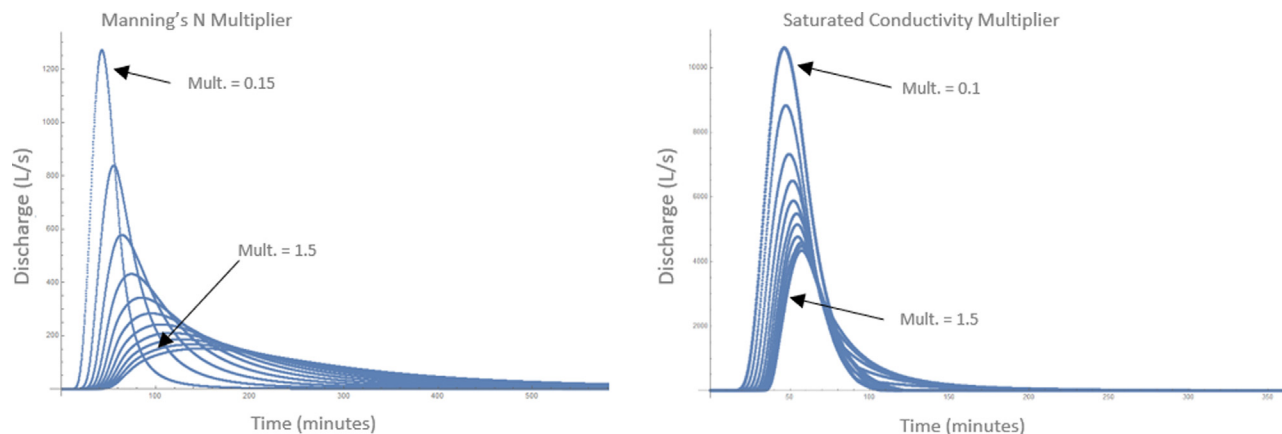 Manning's N Multiplier
1200
1000
800
600
400
200
Mult. = 0.15
Mult. = 1.5
Discharge (L/s)
100
200
300
400
500
Time (minutes)
Saturated Conductivity Multiplier
10000
8000
6000
4000
2000
Mult. = 0.1
Mult. = 1.5
Discharge (L/s)
50
100
150
200
250
300
350
Time (minutes)